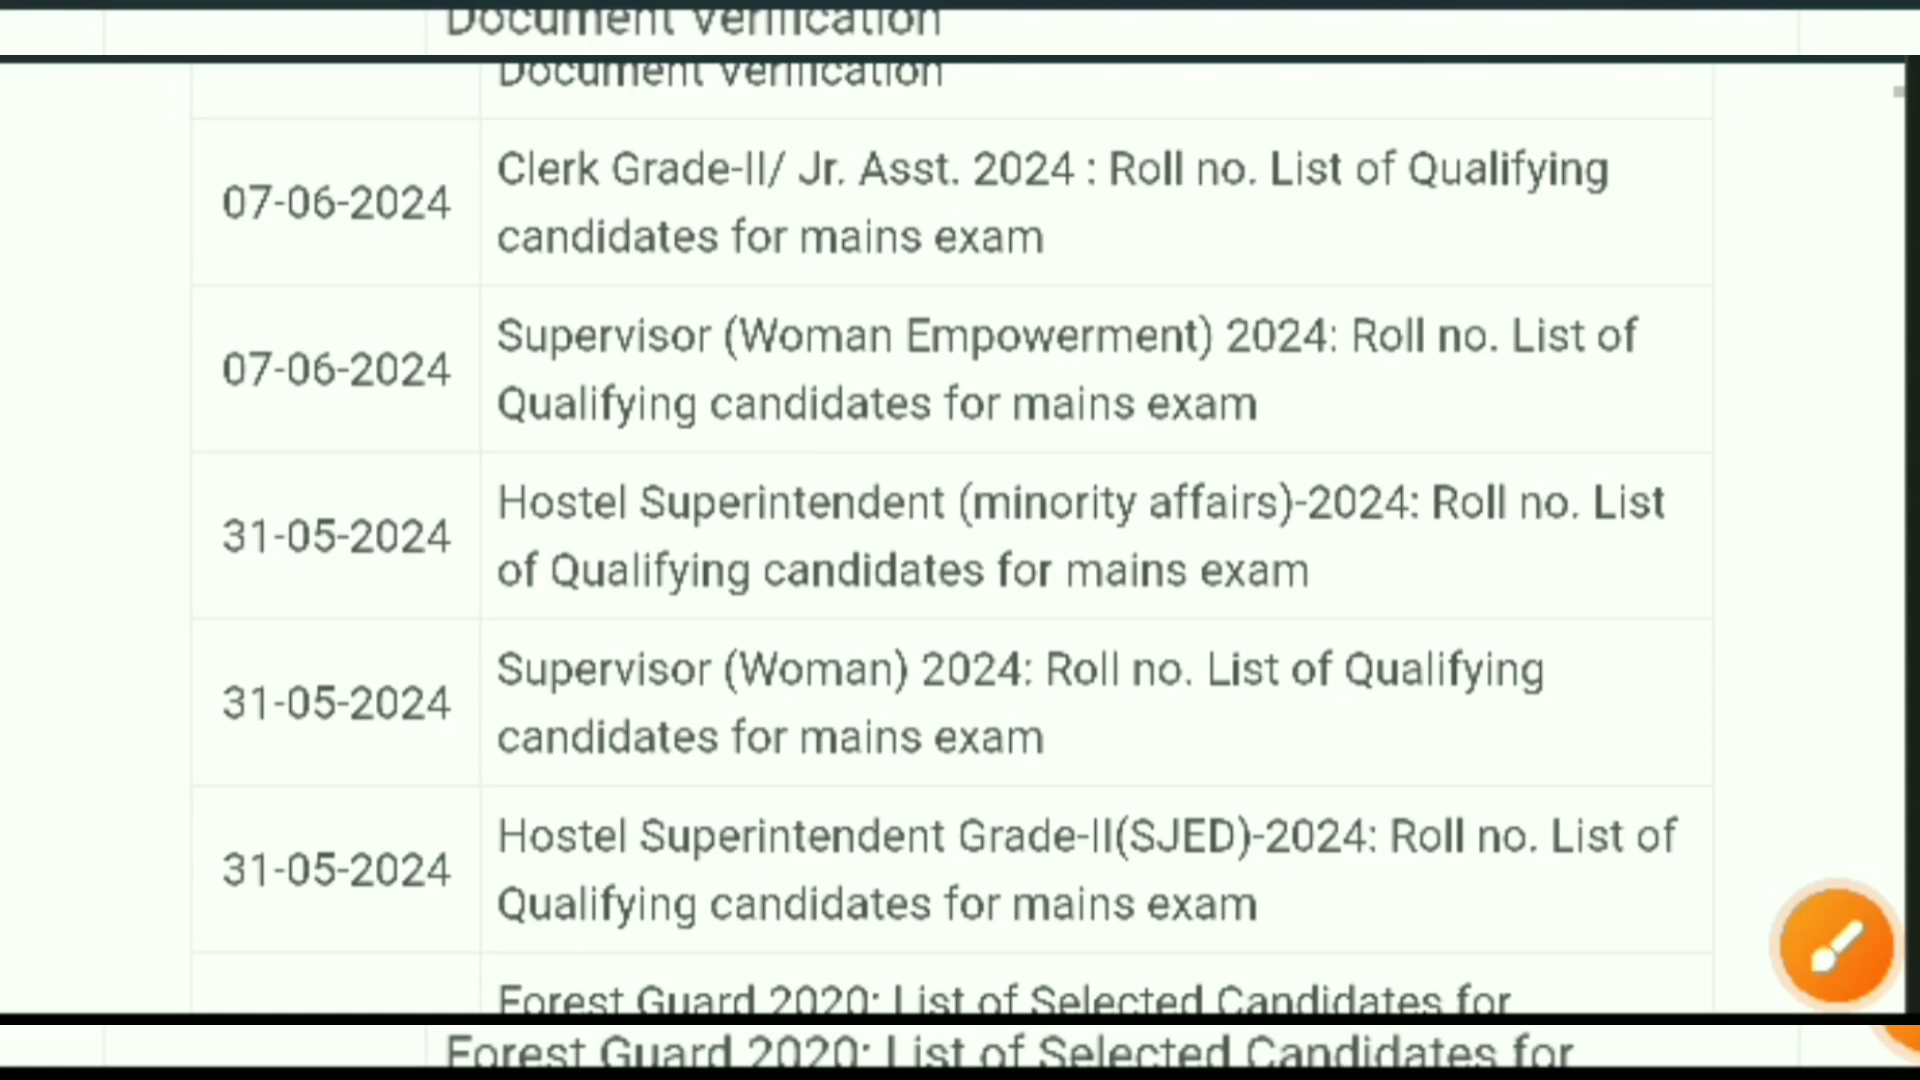 Document Verification
Document Verification
07-06-2024
Clerk Grade-II/ Jr. Asst. 2024 : Roll no. List of Qualifying
candidates for mains exam
07-06-2024
Supervisor (Woman Empowerment) 2024: Roll no. List of
Qualifying candidates for mains exam
31-05-2024
Hostel Superintendent (minority affairs)-2024: Roll no. List
of Qualifying candidates for mains exam
31-05-2024
Supervisor (Woman) 2024: Roll no. List of Qualifying
candidates for mains exam
31-05-2024
Hostel Superintendent Grade-II(SJED)-2024: Roll no. List of
Qualifying candidates for mains exam
Forest Guard 2020: List of Selected Candidates for
Forest Guard 2020: List of Selected Candidates for